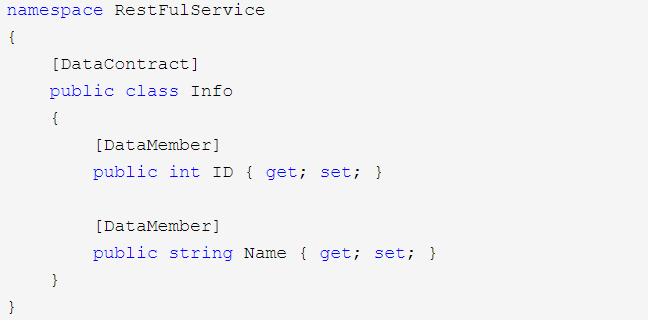 namespace RestFulService
{
    [DataContract]
    public class Info
    {
        [DataMember]
        public int ID { get; set; }

        [DataMember]
        public string Name { get; set; }
    }
}